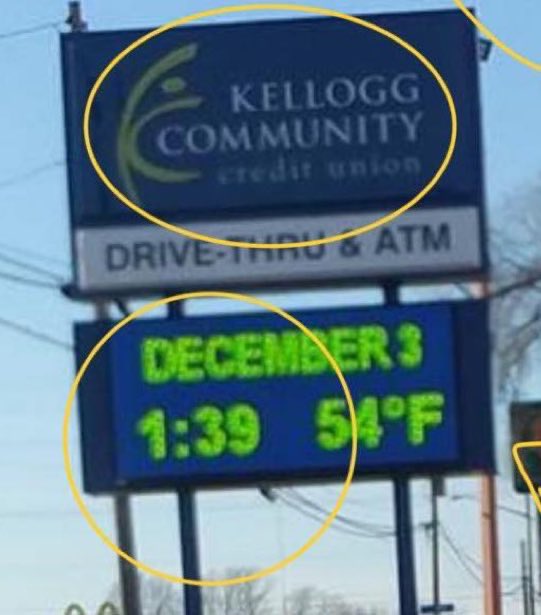 KELLOGG
COMMUNITY
credit union
DRIVE-THRU & ATM
DECEMBER 3
1:39 54°F